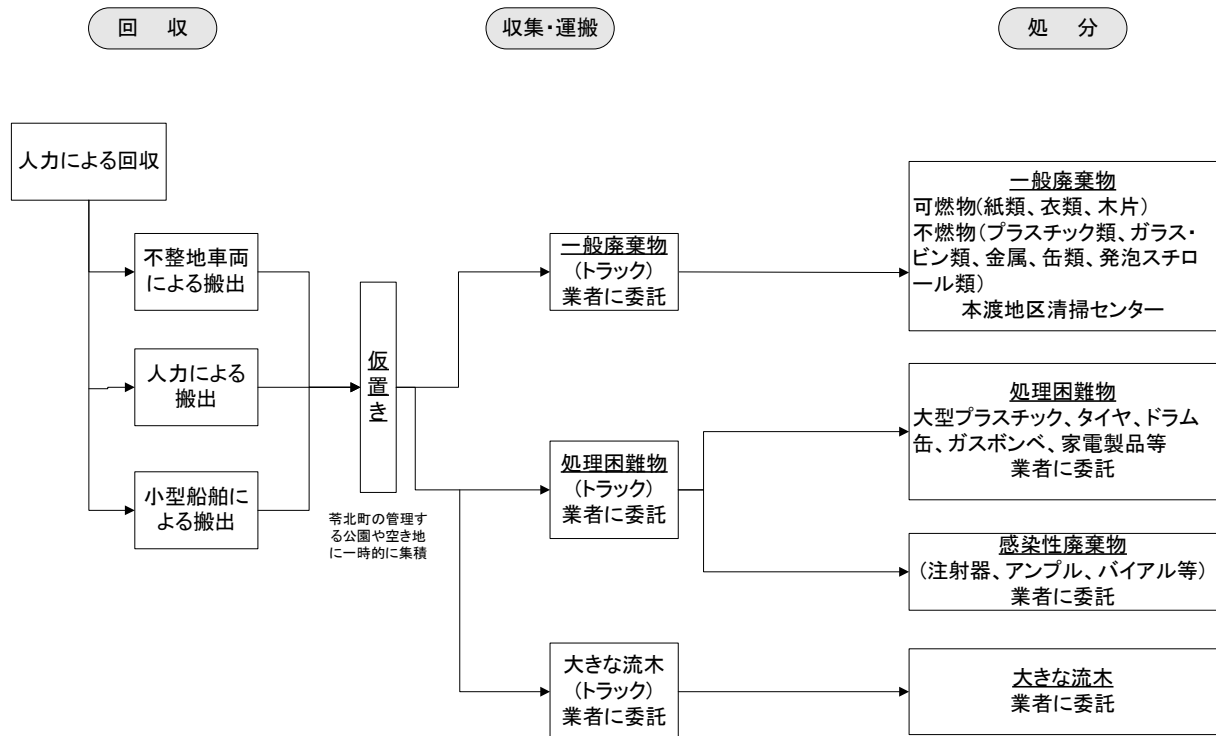 回 収
収集・運搬
処 分
人力による回収
不整地車両
による搬出
人力による
搬出
小型船舶に
よる搬出
仮置き
苓北町の管理す
る公園や空き地
に一時的に集積
一般廃棄物
(トラック)
業者に委託
処理困難物
(トラック)
業者に委託
大きな流木
(トラック)
業者に委託
一般廃棄物
可燃物(紙類、衣類、木片)
不燃物(プラスチック類、ガラス・
ビン類、金属、缶類、発泡スチロ
ール類)
本渡地区清掃センター
処理困難物
大型プラスチック、タイヤ、ドラム
缶、ガスボンベ、家電製品等
業者に委託
感染性廃棄物
(注射器、アンプル、バイアル等)
業者に委託
大きな流木
業者に委託